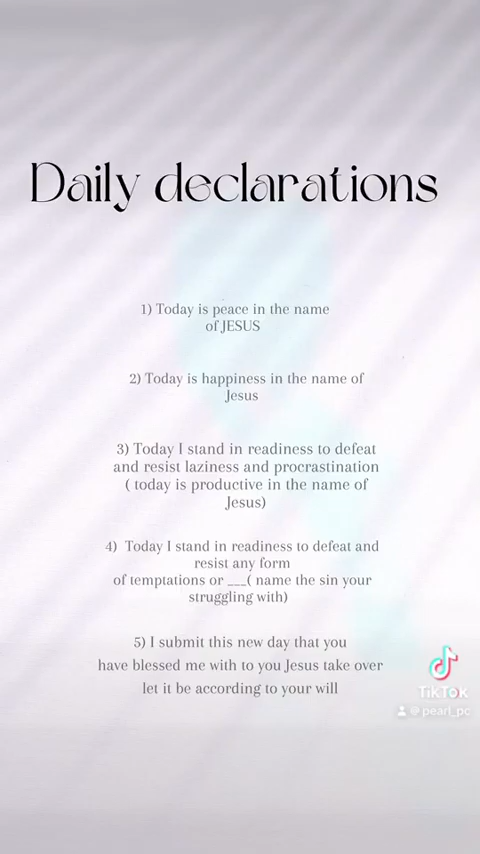 Daily declarations
1) Today is peace in the name
of JESUS
2) Today is happiness in the name of
Jesus
3) Today I stand in readiness to defeat
and resist laziness and procrastination
( today is productive in the name of
Jesus)
4)  Today I stand in readiness to defeat and
resist any form
of temptations or ___( name the sin your
struggling with)
5) I submit this new day that you
have blessed me with to you Jesus take over
let it be according to your will
TikTok
@pearl_pc